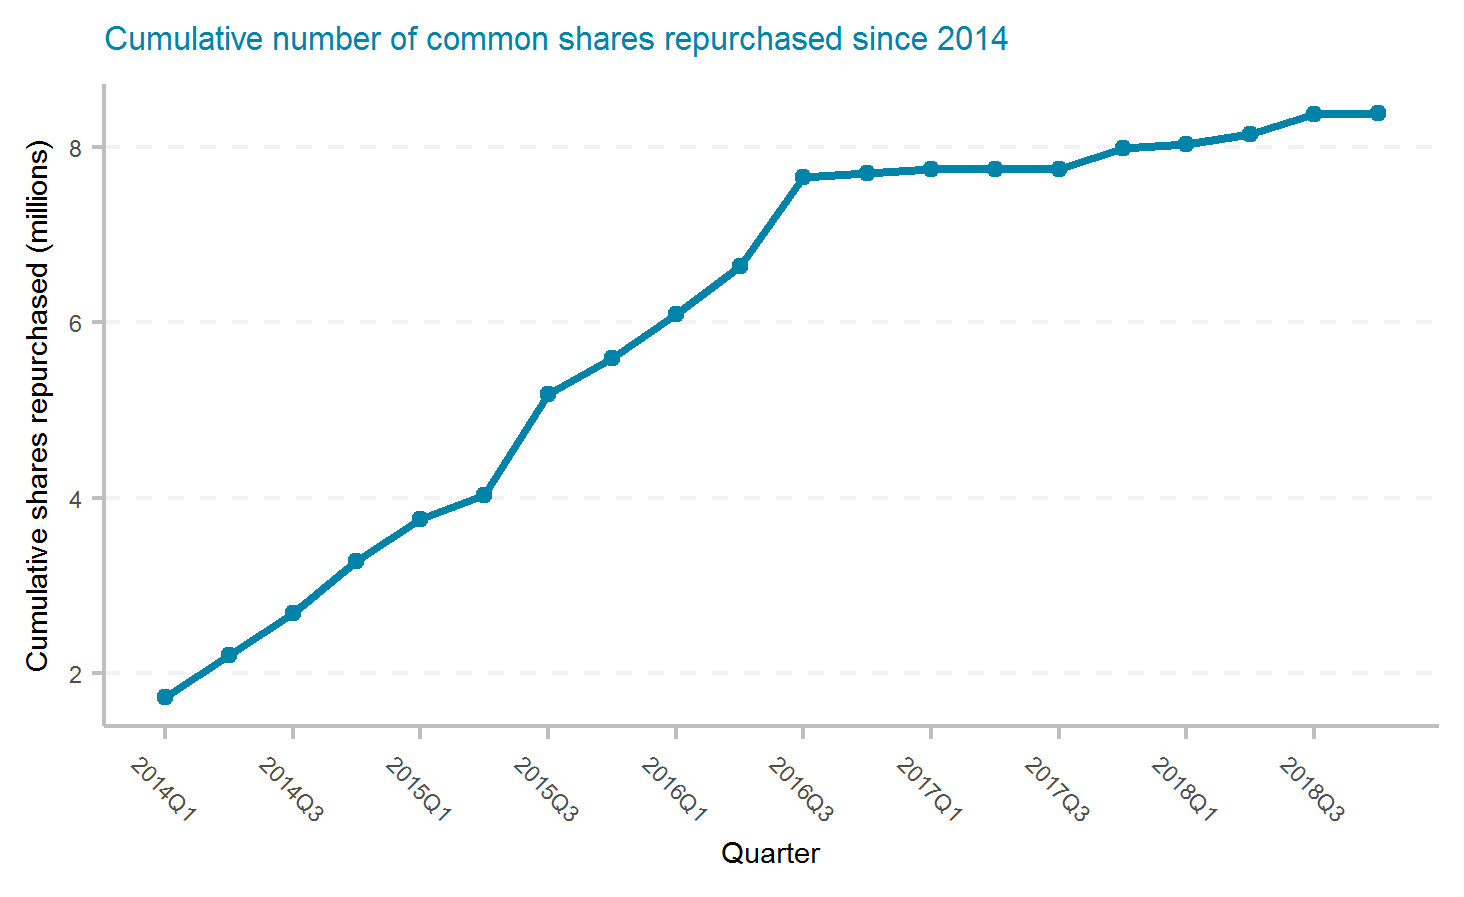 Cumulative number of common shares repurchased since 2014
Cumulative shares repurchased (millions)
8
6
4
2
2014Q1
2014Q3
2015Q1
2015Q3
2016Q1
2016Q3
2017Q1
2017Q3
2018Q1
2018Q3
Quarter